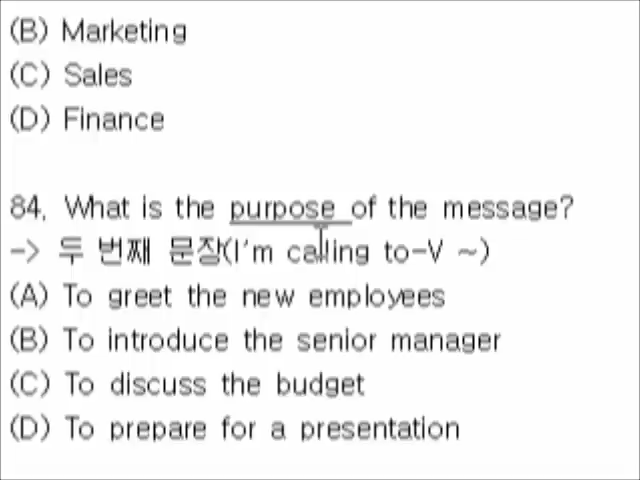 (B) Marketing
(C) Sales
(D) Finance
84. What is the purpose of the message?
-> 두 번째 문장(I'm calling to-V ~)
(A) To greet the new employees
(B) To introduce the senior manager
(C) To discuss the budget
(D) To prepare for a presentation